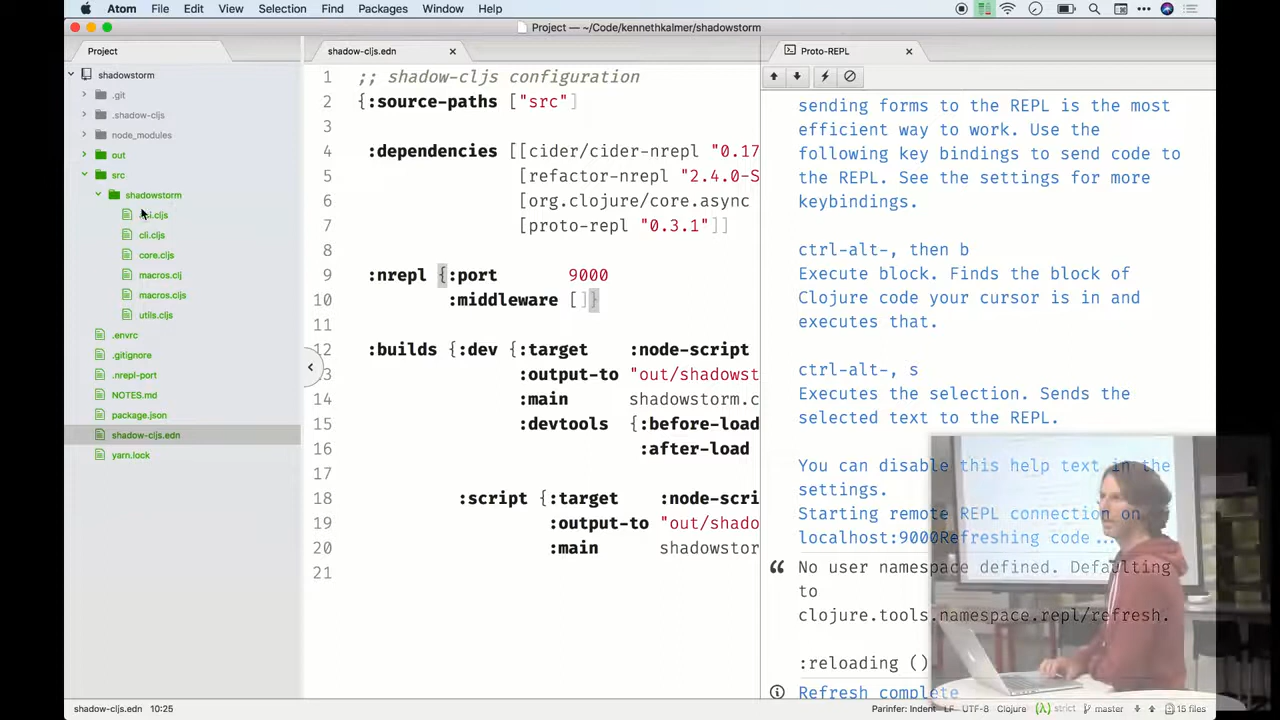 Atom File Edit View Selection Find Packages Window Help
Project — ~/Code/kennethkalmer/shadowstorm
Project
shadowstorm
.git
.shadow-cljs
node_modules
out
src
shadowstorm
cli.cljs
core.cljs
macros.clj
macros.cljs
utils.cljs
.envrc
.gitignore
.nrepl-port
NOTES.md
package.json
shadow-cljs.edn
yarn.lock
shadow-cljs.edn
1 ;; shadow-cljs configuration
2 {:source-paths ["src"]
3
4 :dependencies [[cider/cider-nrepl "0.17
5 [refactor-nrepl "2.4.0-S
6 [org.clojure/core.async
7 [proto-repl "0.3.1"]]
8
9 :nrepl {:port 9000
10 :middleware []}
11
12 :builds {:dev {:target :node-script
3 :output-to "out/shadowst
14 :main shadowstorm.c
15 :devtools {:before-load
16 :after-load
17
18 :script {:target :node-scri
19 :output-to "out/shado
20 :main shadowstor
21
Proto-REPL
sending forms to the REPL is the most
efficient way to work. Use the
following key bindings to send code to
the REPL. See the settings for more
keybindings.
ctrl-alt-, then b
Execute block. Finds the block of
Clojure code your cursor is in and
executes that.
ctrl-alt-, s
Executes the selection. Sends the
selected text to the REPL.
You can disable this help text in the
settings.
Starting remote REPL connection on
localhost:9000Refreshing code...
No user namespace defined. Defaulting
to
clojure.tools.namespace.repl/refresh.
:reloading ()
Refresh complete
shadow-cljs.edn 10:25
Parinfer: Indent LF UTF-8 Clojure (λ) strict master 15 files